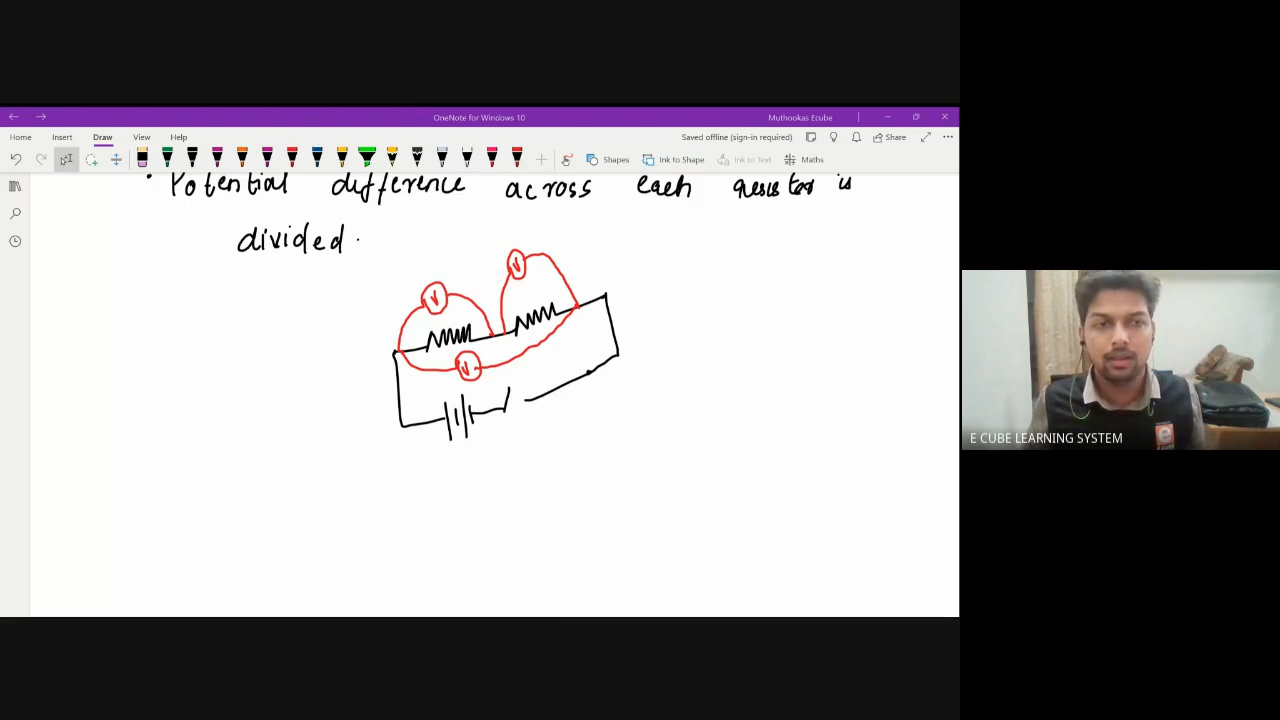 OneNote for Windows 10
Muthookas Ecube
Home Insert Draw View Help
Saved offline (sign-in required)
Share
Shapes
Ink to Shape
Ink to Text
Maths
• Potential difference across each resistor is
divided.
V
V
V
E CUBE LEARNING SYSTEM